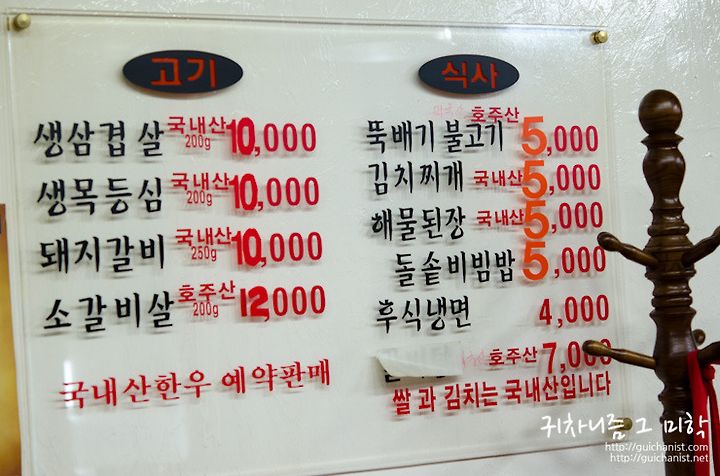 고기
생삼겹살 국내산 200g 10,000
생목등심 국내산 200g 10,000
돼지갈비 국내산 250g 10,000
소갈비살 호주산 200g 12,000
국내산한우 예약판매
식사
뚝배기불고기 호주산 5,000
김치찌개 국내산 5,000
해물된장 국내산 5,000
돌솥비빔밥 5,000
후식냉면 4,000
호주산 7,000
쌀과 김치는 국내산입니다
귀차니즘 그 미학
http://guichanist.com
http://guichanist.net